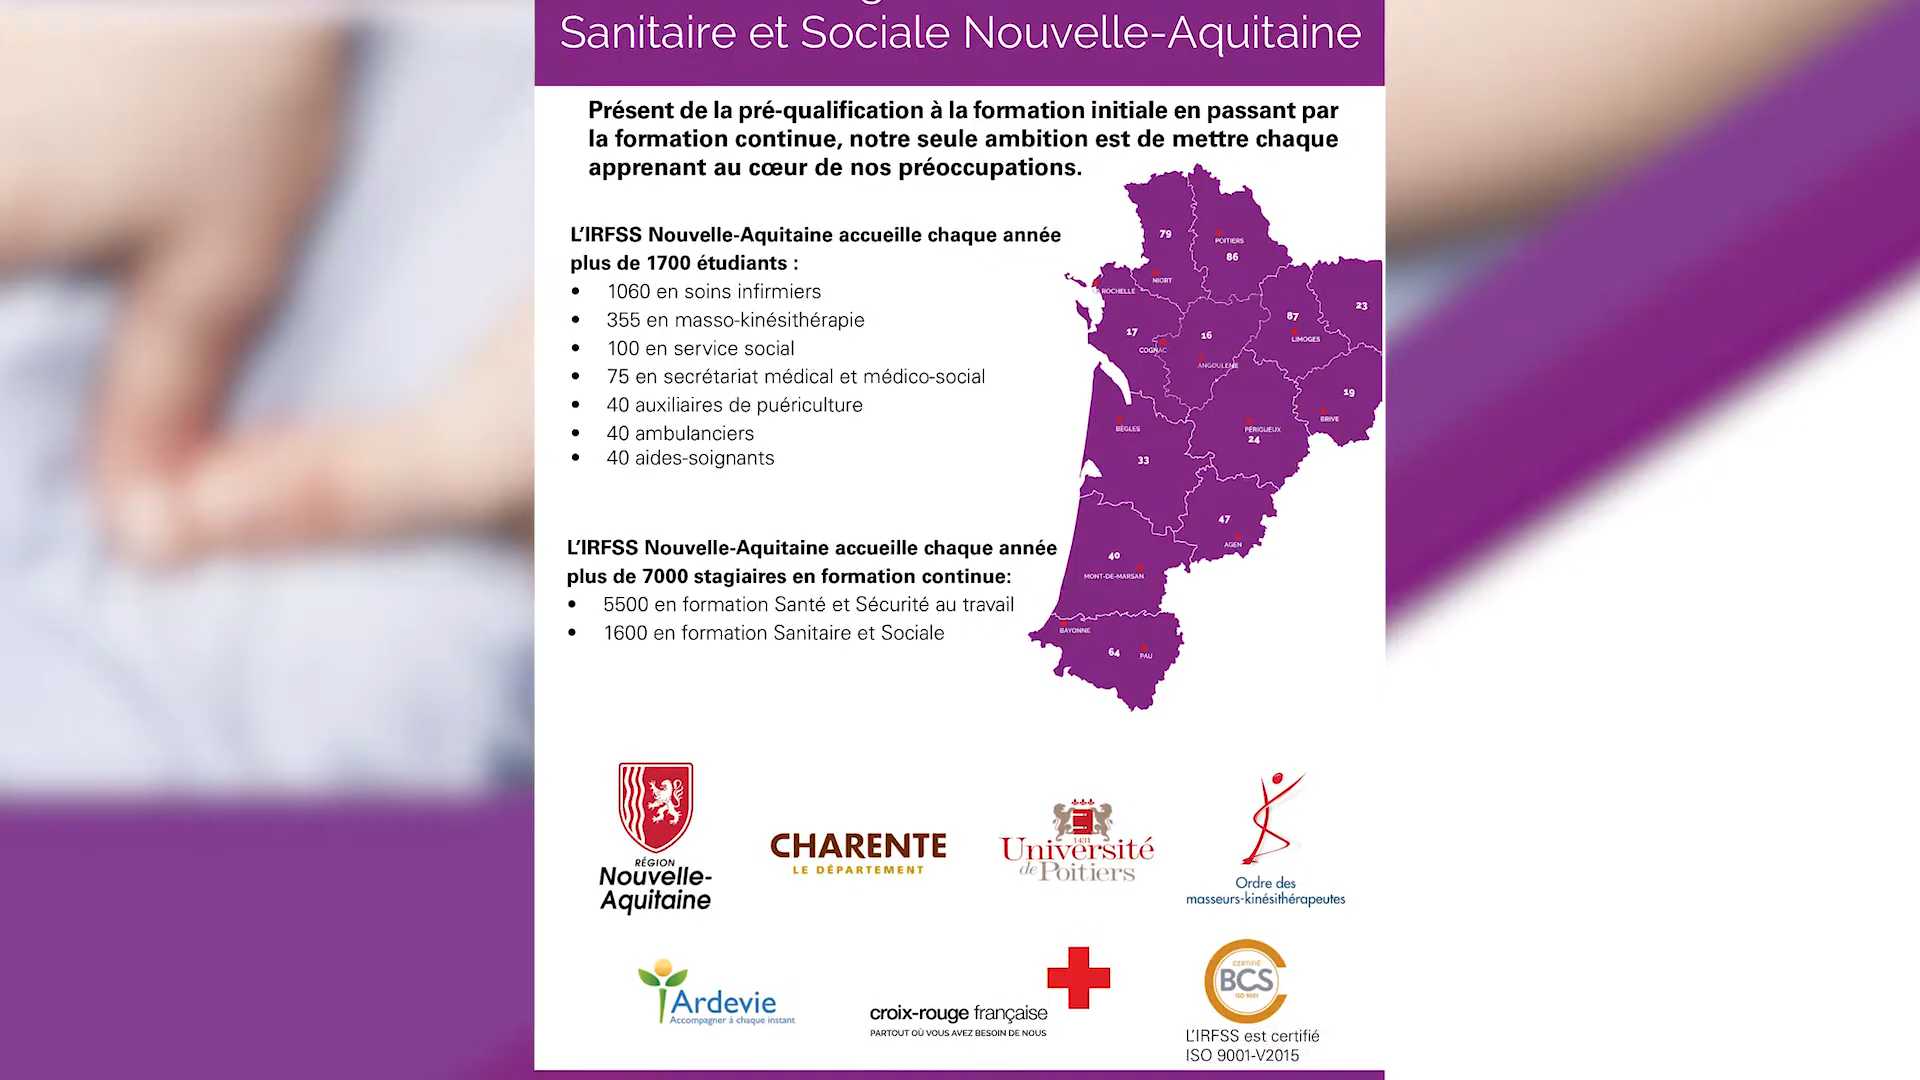 Sanitaire et Sociale Nouvelle-Aquitaine
Présent de la pré-qualification à la formation initiale en passant par
la formation continue, notre seule ambition est de mettre chaque
apprenant au cœur de nos préoccupations.
L'IRFSS Nouvelle-Aquitaine accueille chaque année
plus de 1700 étudiants :
• 1060 en soins infirmiers
• 355 en masso-kinésithérapie
• 100 en service social
• 75 en secrétariat médical et médico-social
• 40 auxiliaires de puériculture
• 40 ambulanciers
• 40 aides-soignants
L'IRFSS Nouvelle-Aquitaine accueille chaque année
plus de 7000 stagiaires en formation continue:
• 5500 en formation Santé et Sécurité au travail
• 1600 en formation Sanitaire et Sociale
79
POITIERS
86
NIORT
ROCHELLE
23
87
17
16
LIMOGES
COGNAC
ANGOULEME
19
BRIVE
BÈGLES
PÉRIGUEUX
24
33
47
AGEN
40
MONT-DE-MARSAN
BAYONNE
64
PAU
RÉGION
Nouvelle-
Aquitaine
CHARENTE
LE DÉPARTEMENT
1431
Université
de Poitiers
Ordre des
masseurs-kinésithérapeutes
Ardevie
Accompagner à chaque instant
croix-rouge française
PARTOUT OÙ VOUS AVEZ BESOIN DE NOUS
CERTIFIÉ
BCS
ISO 9001
L'IRFSS est certifié
ISO 9001-V2015